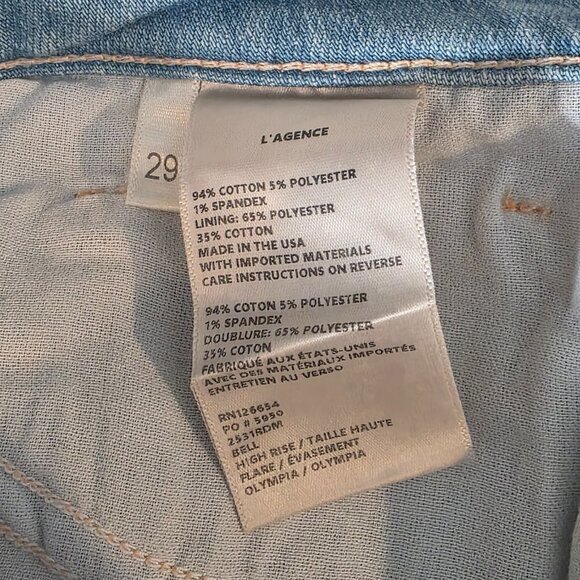 29
L'AGENCE
94% COTTON 5% POLYESTER
1% SPANDEX
LINING: 65% POLYESTER
35% COTTON
MADE IN THE USA
WITH IMPORTED MATERIALS
CARE INSTRUCTIONS ON REVERSE
94% COTON 5% POLYESTER
1% SPANDEX
DOUBLURE: 65% POLYESTER
35% COTON
FABRIQUÉ AUX ÉTATS-UNIS
AVEC DES MATÉRIAUX IMPORTÉS
ENTRETIEN AU VERSO
RN126654
PO # 5950
2531RDM
BELL
HIGH RISE / TAILLE HAUTE
FLARE / ÉVASEMENT
OLYMPIA / OLYMPIA